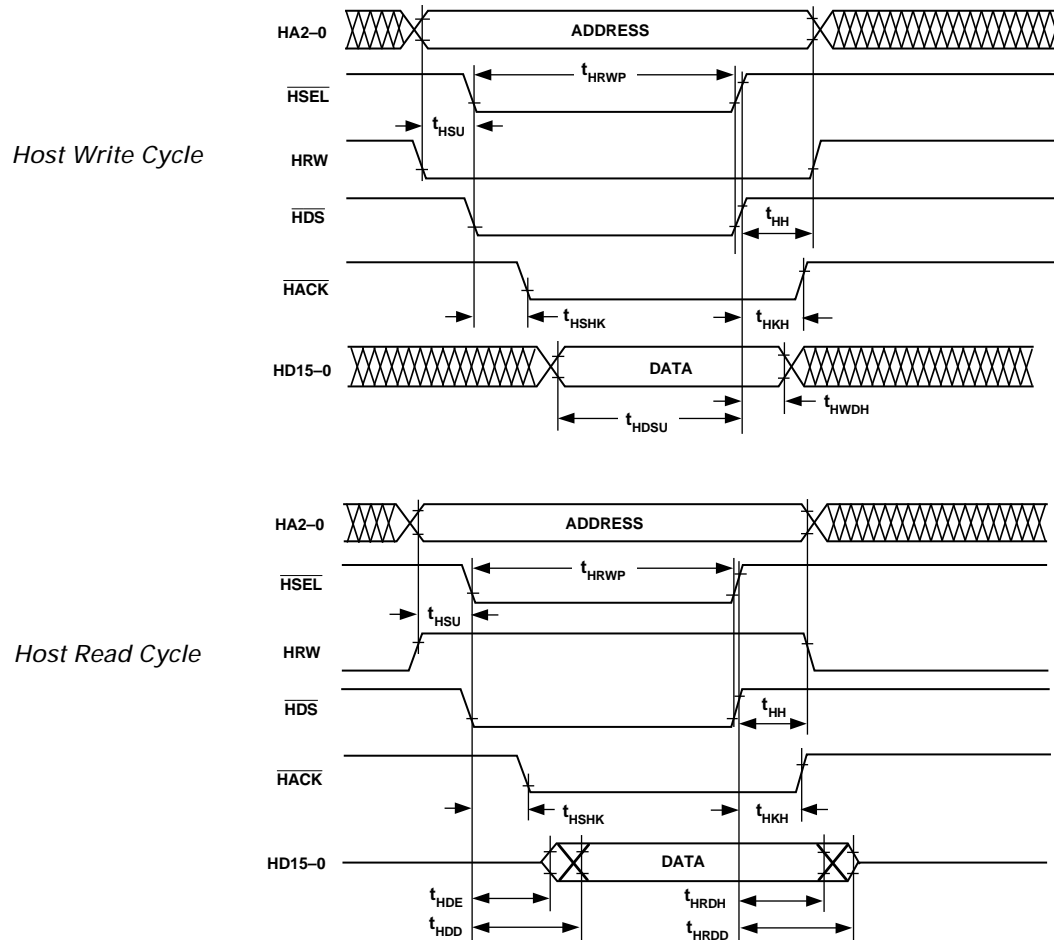 HA2–0
ADDRESS
tHRWP
HSEL
tHSU
Host Write Cycle
HRW
HDS
tHH
HACK
tHSHK
tHKH
HD15–0
DATA
tHWDH
tHDSU
HA2–0
ADDRESS
HSEL
tHRWP
tHSU
Host Read Cycle
HRW
HDS
tHH
HACK
tHSHK
tHKH
HD15–0
DATA
tHDE
tHRDH
tHDD
tHRDD